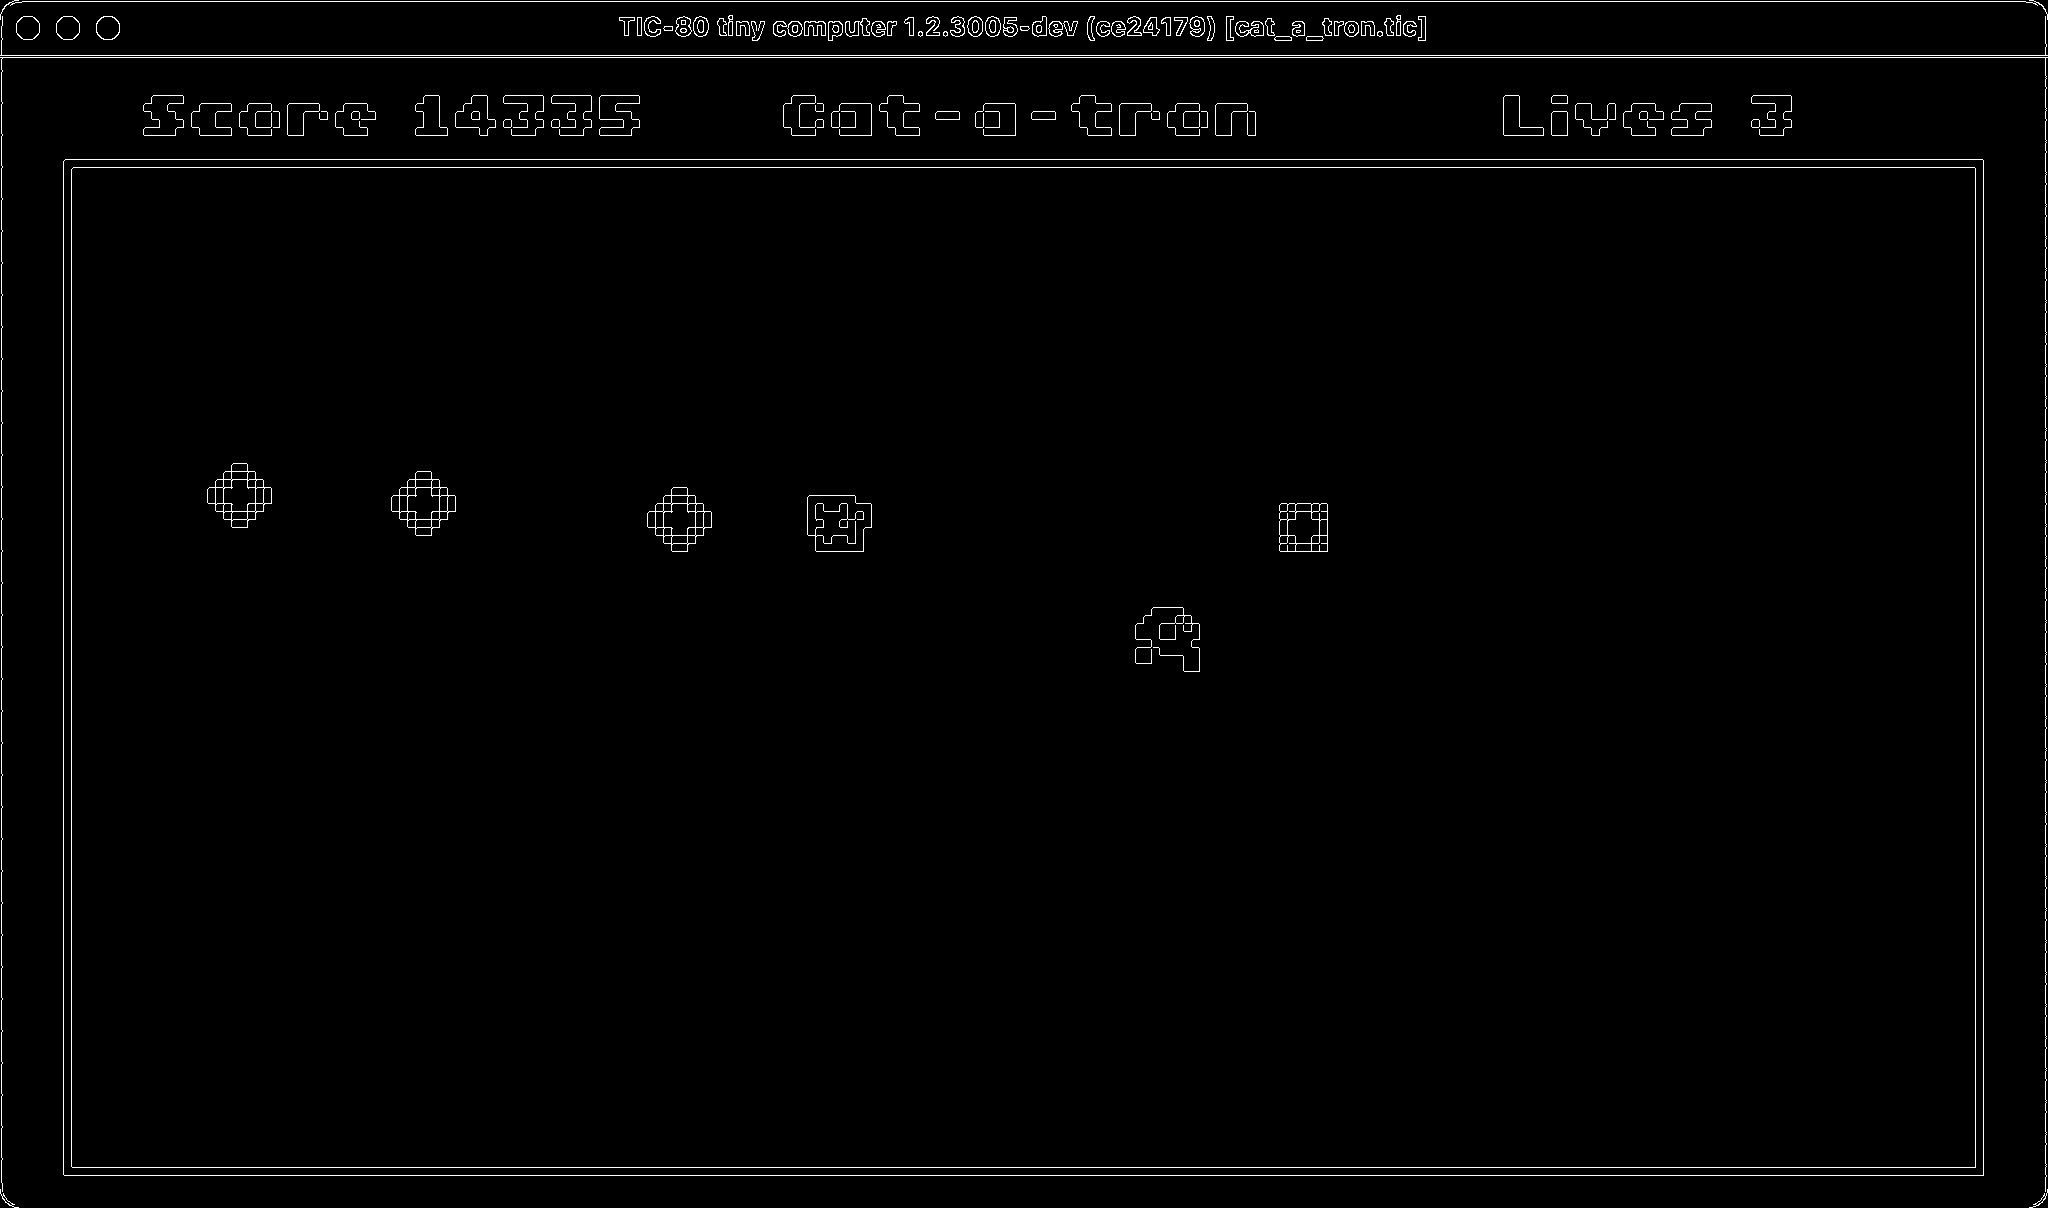 TIC-80 tiny computer 1.2.3005-dev (ce24179) [cat_a_tron.tic]
Score 14335 Cat-a-tron Lives 3